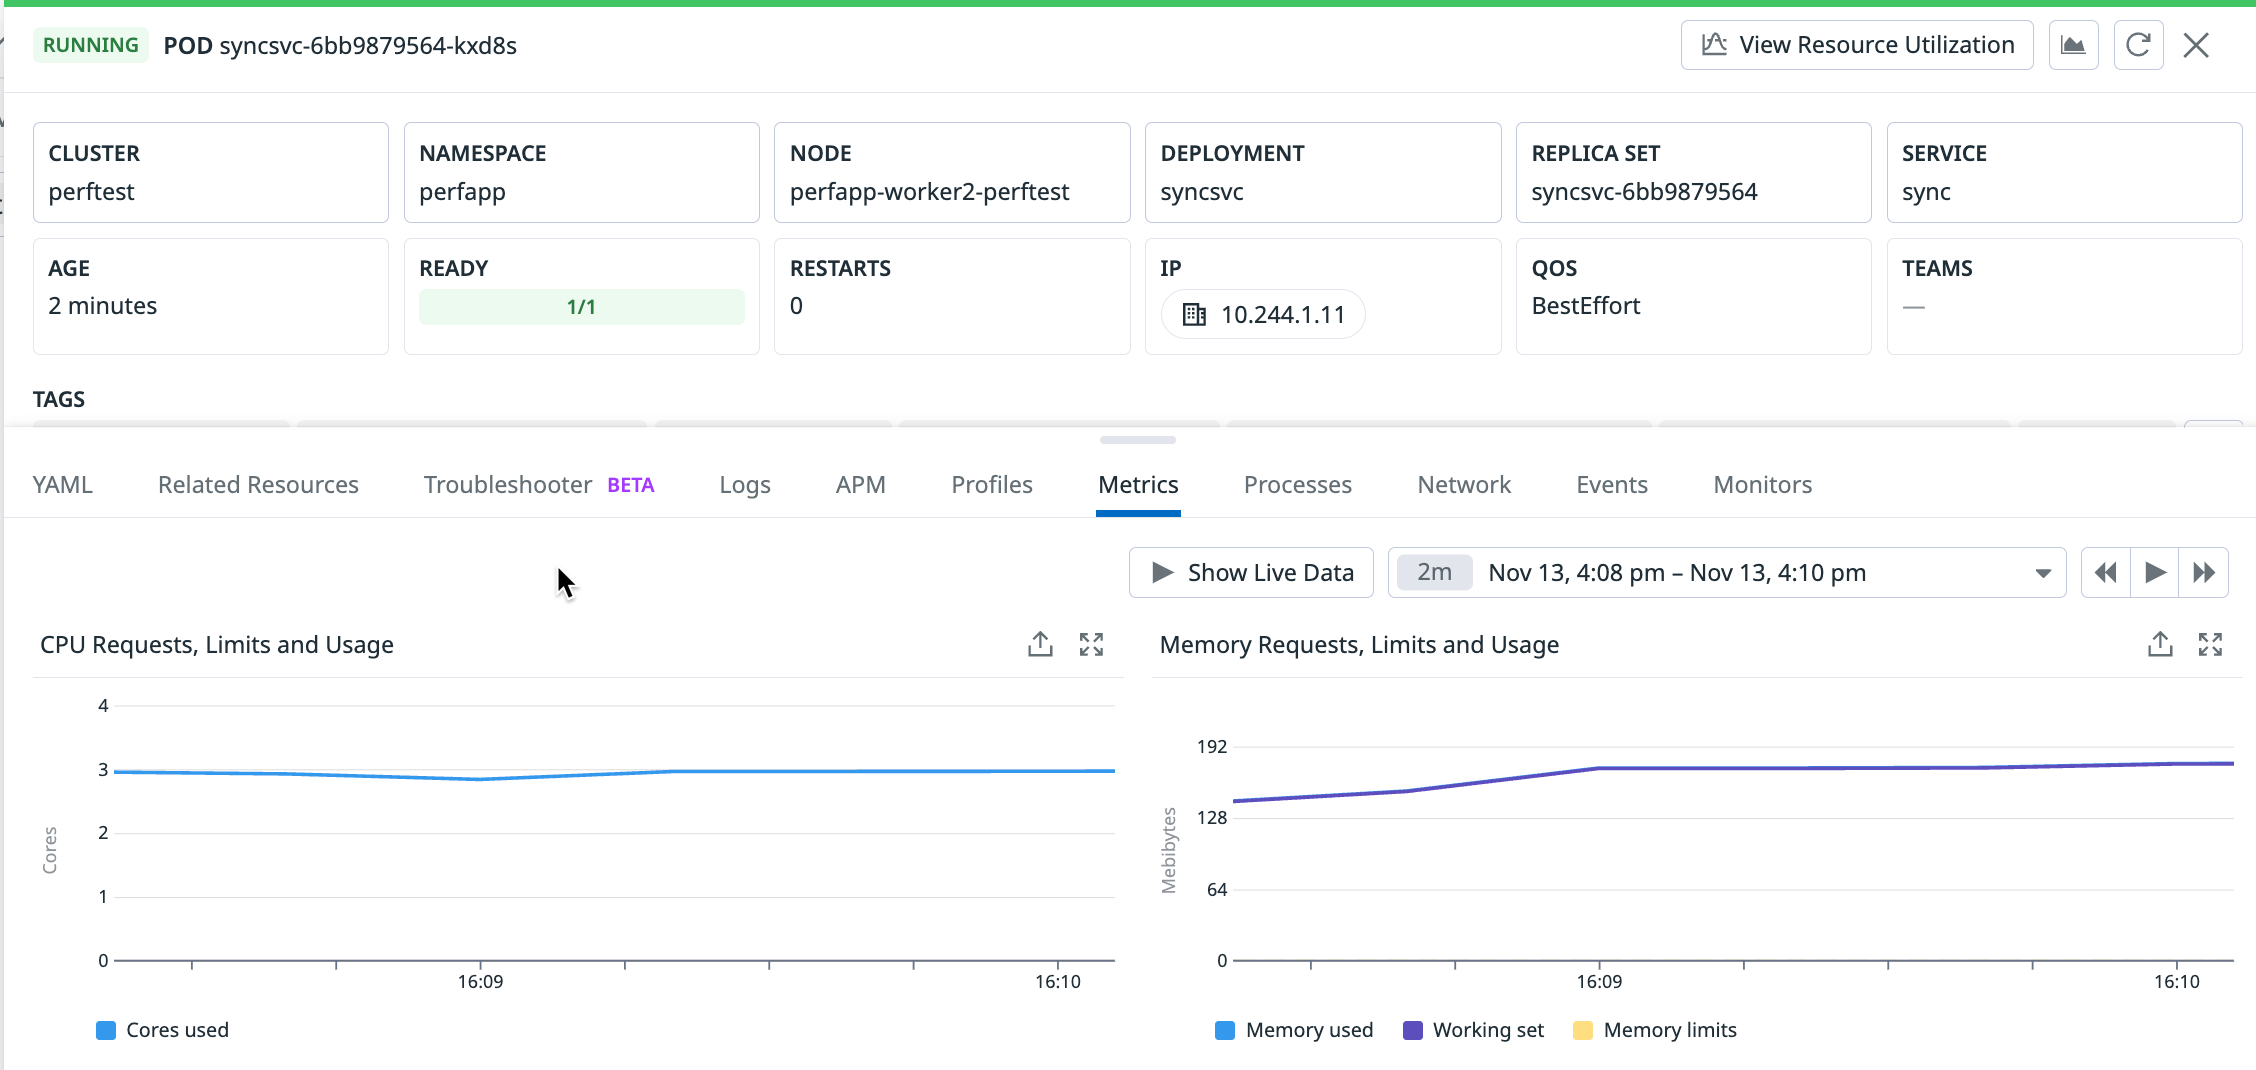 RUNNING POD syncsvc-6bb9879564-kxd8s View Resource Utilization
CLUSTER NAMESPACE NODE DEPLOYMENT REPLICA SET SERVICE
perftest perfapp perfapp-worker2-perftest syncsvc syncsvc-6bb9879564 sync
AGE READY RESTARTS IP QOS TEAMS
2 minutes 1/1 0 10.244.1.11 BestEffort —
TAGS
YAML Related Resources Troubleshooter BETA Logs APM Profiles Metrics Processes Network Events Monitors
Show Live Data 2m Nov 13, 4:08 pm – Nov 13, 4:10 pm
CPU Requests, Limits and Usage
4
3
2
1
0
Cores
16:09 16:10
Cores used
Memory Requests, Limits and Usage
192
128
64
0
Mebibytes
16:09 16:10
Memory used Working set Memory limits